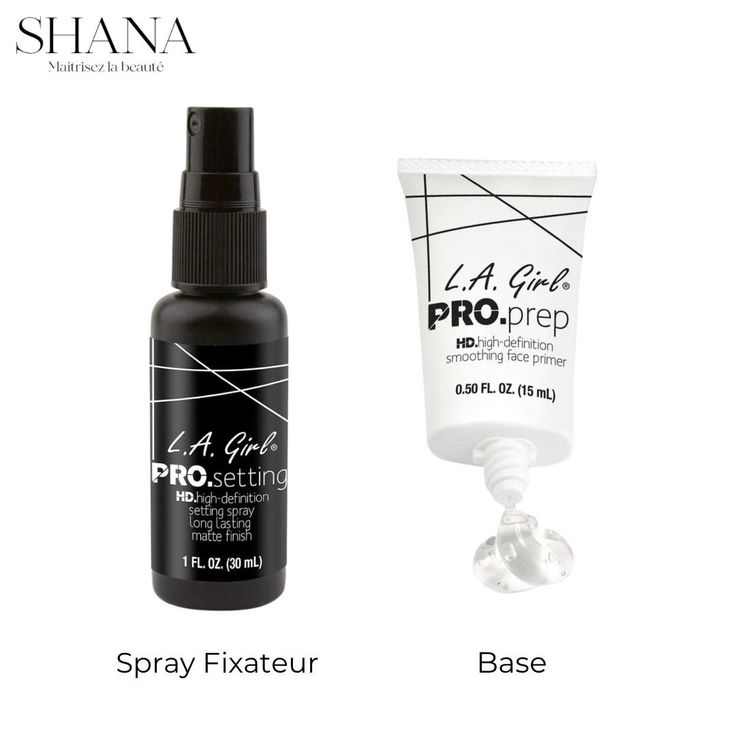 SHANA
Maitrisez la beauté
L.A. Girl®
PRO.setting
HD.high-definition
setting spray
long lasting
matte finish
1 FL. OZ. (30 mL)
L.A. Girl®
PRO.prep
HD.high-definition
smoothing face primer
0.50 FL. OZ. (15 mL)
Spray Fixateur
Base